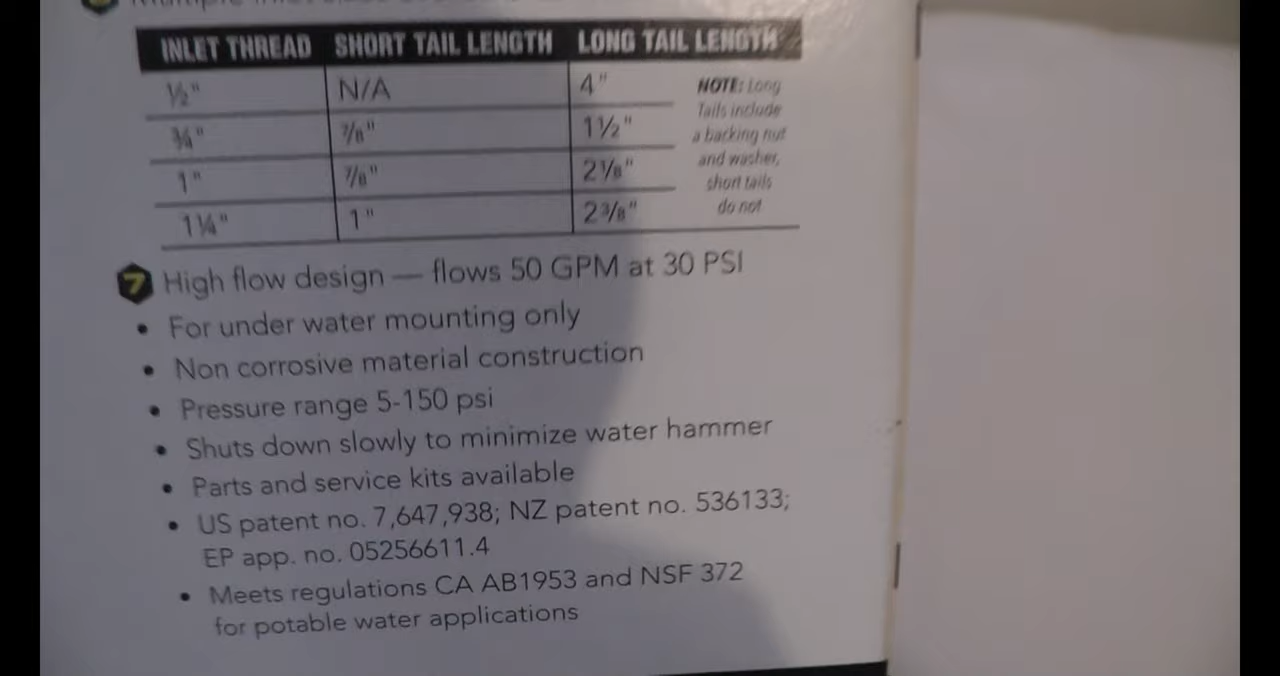 INLET THREAD SHORT TAIL LENGTH LONG TAIL LENGTH
½" N/A 4"
¾" ⅞" 1½"
1" ⅞" 2⅛"
1¼" 1" 2⅜"
NOTE: Long
Tails include
a backing nut
and washer,
short tails
do not
7 High flow design — flows 50 GPM at 30 PSI
• For under water mounting only
• Non corrosive material construction
• Pressure range 5-150 psi
• Shuts down slowly to minimize water hammer
• Parts and service kits available
• US patent no. 7,647,938; NZ patent no. 536133;
EP app. no. 05256611.4
• Meets regulations CA AB1953 and NSF 372
for potable water applications